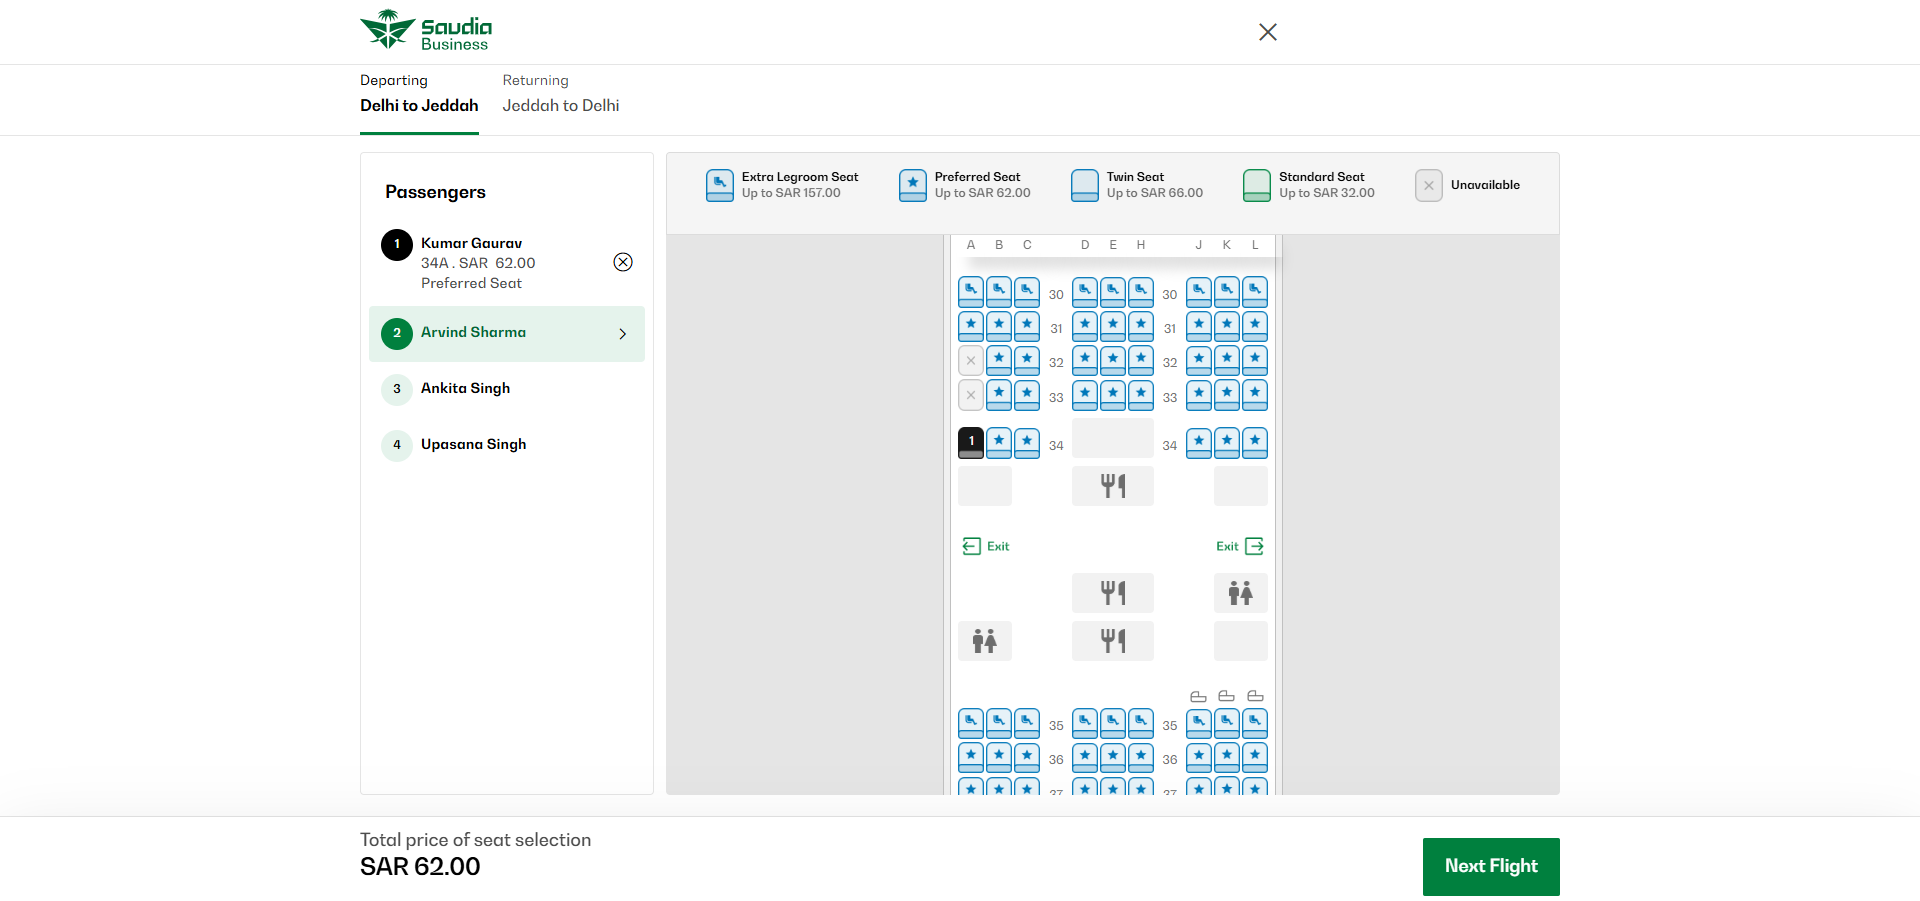 Saudia
Business
Departing
Delhi to Jeddah
Returning
Jeddah to Delhi
Passengers
1
Kumar Gaurav
34A . SAR 62.00
Preferred Seat
2
Arvind Sharma
3
Ankita Singh
4
Upasana Singh
Extra Legroom Seat
Up to SAR 157.00
Preferred Seat
Up to SAR 62.00
Twin Seat
Up to SAR 66.00
Standard Seat
Up to SAR 32.00
Unavailable
A B C D E H J K L
30 30
31 31
32 32
33 33
1 34 34
Exit Exit
35 35
36 36
37 37
Total price of seat selection
SAR 62.00
Next Flight